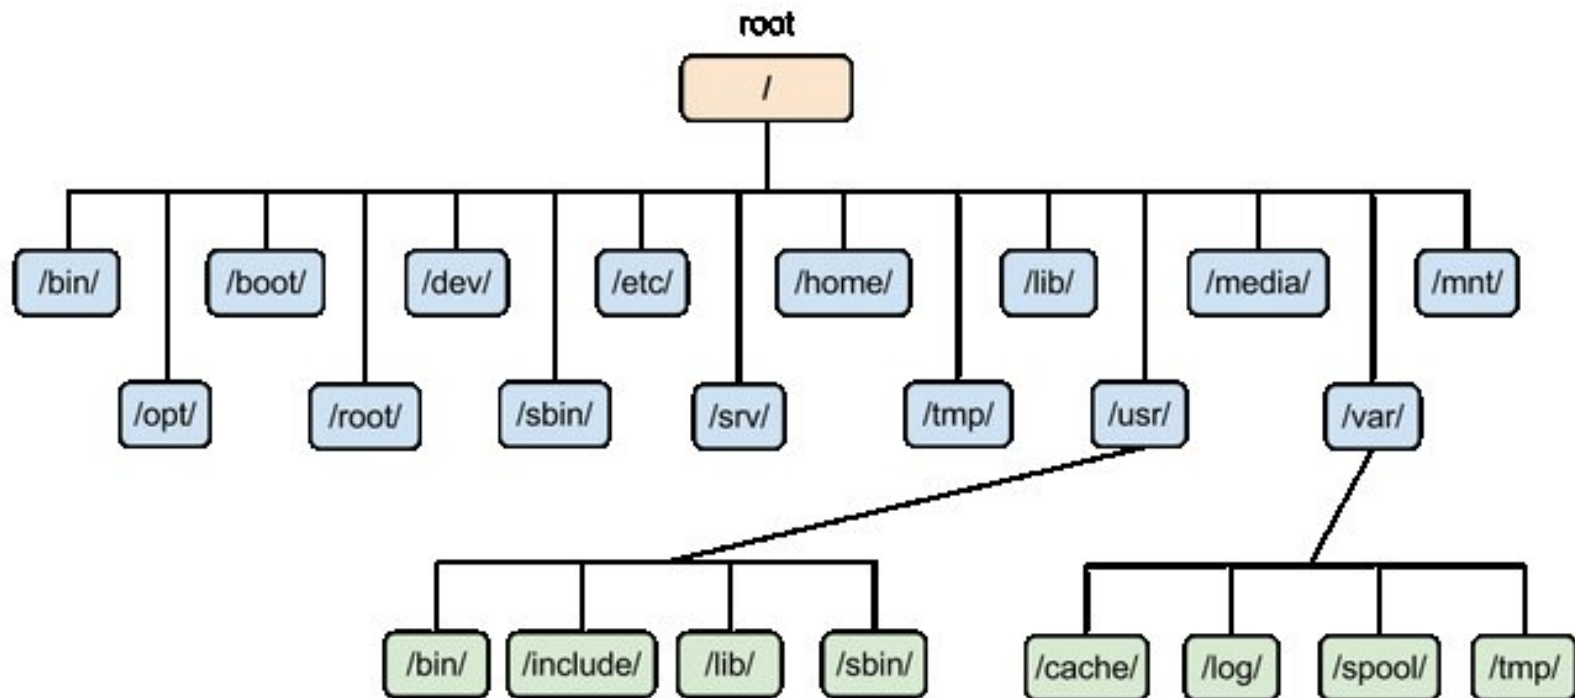 root
/
/bin/ /boot/ /dev/ /etc/ /home/ /lib/ /media/ /mnt/
/opt/ /root/ /sbin/ /srv/ /tmp/ /usr/ /var/
/bin/ /include/ /lib/ /sbin/ /cache/ /log/ /spool/ /tmp/